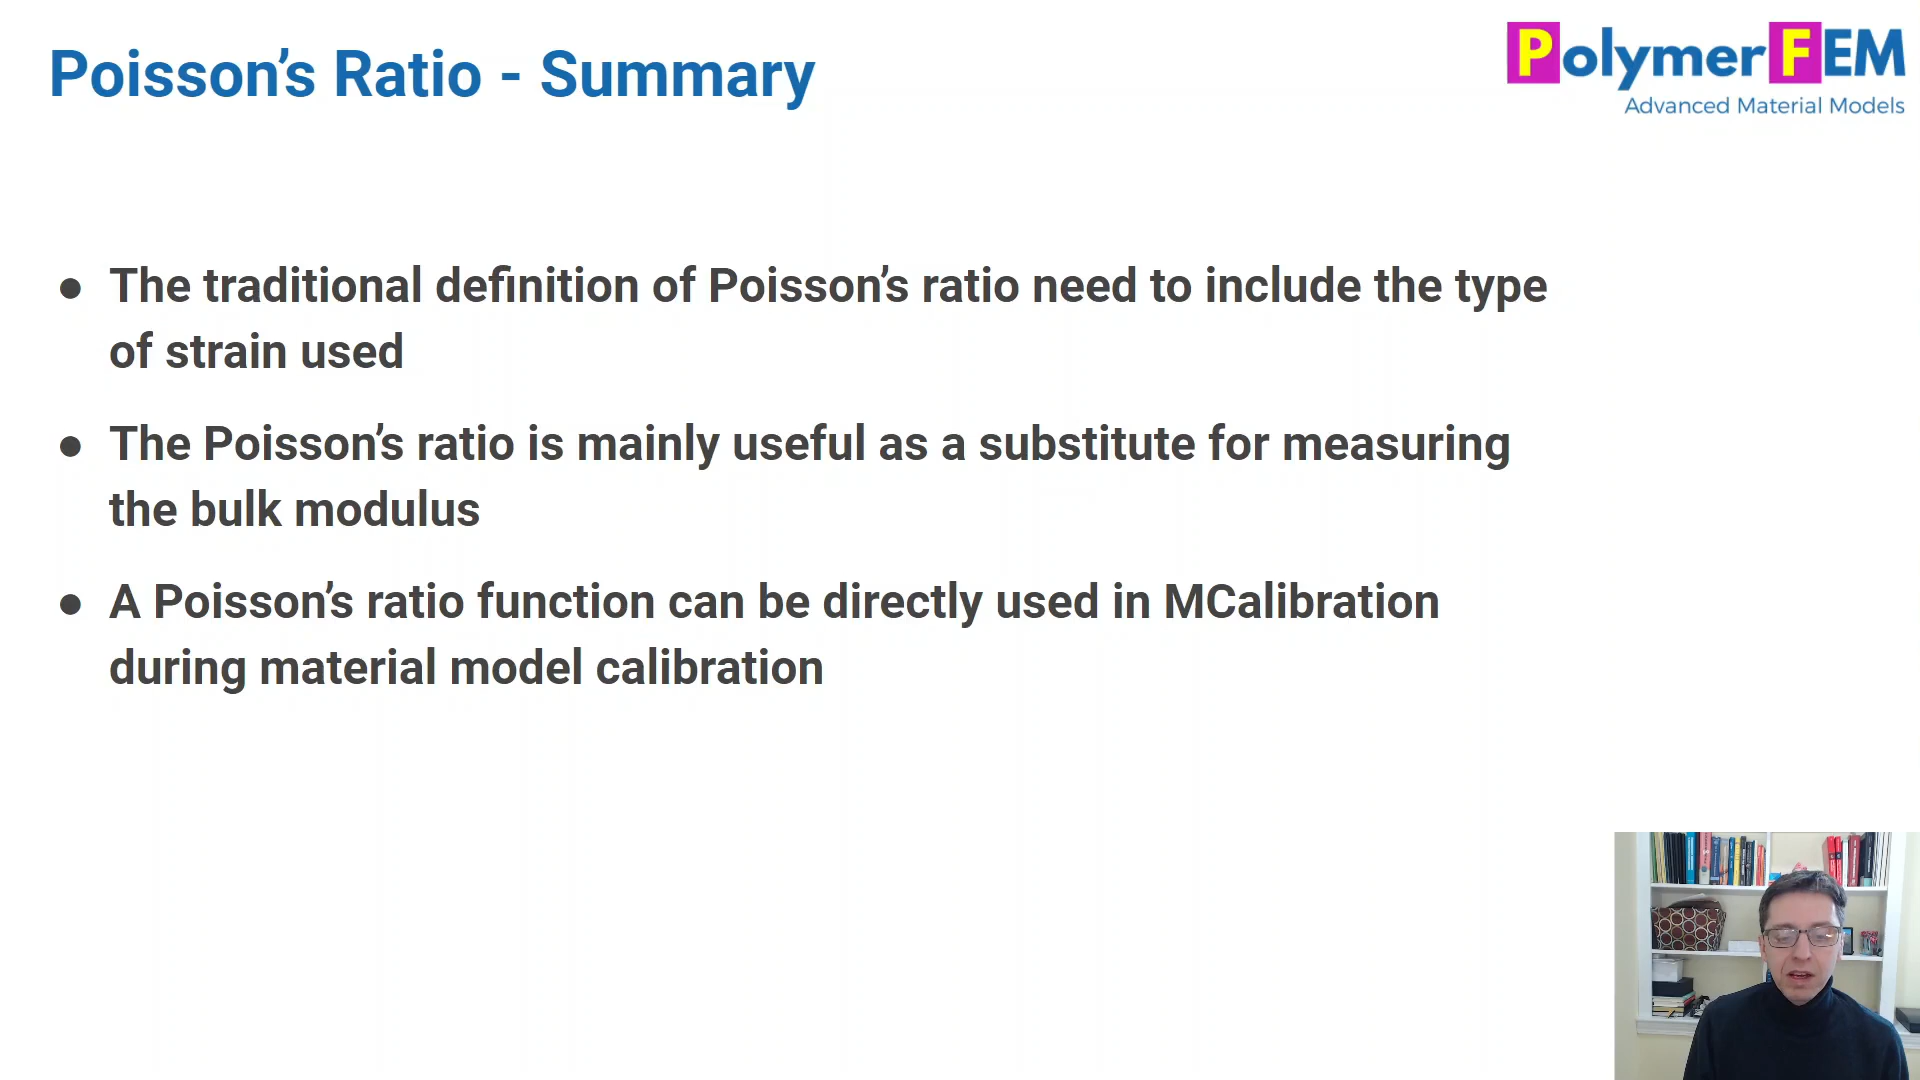 Poisson’s Ratio - Summary
PolymerFEM
Advanced Material Models
● The traditional definition of Poisson’s ratio need to include the type
of strain used
● The Poisson’s ratio is mainly useful as a substitute for measuring
the bulk modulus
● A Poisson’s ratio function can be directly used in MCalibration
during material model calibration